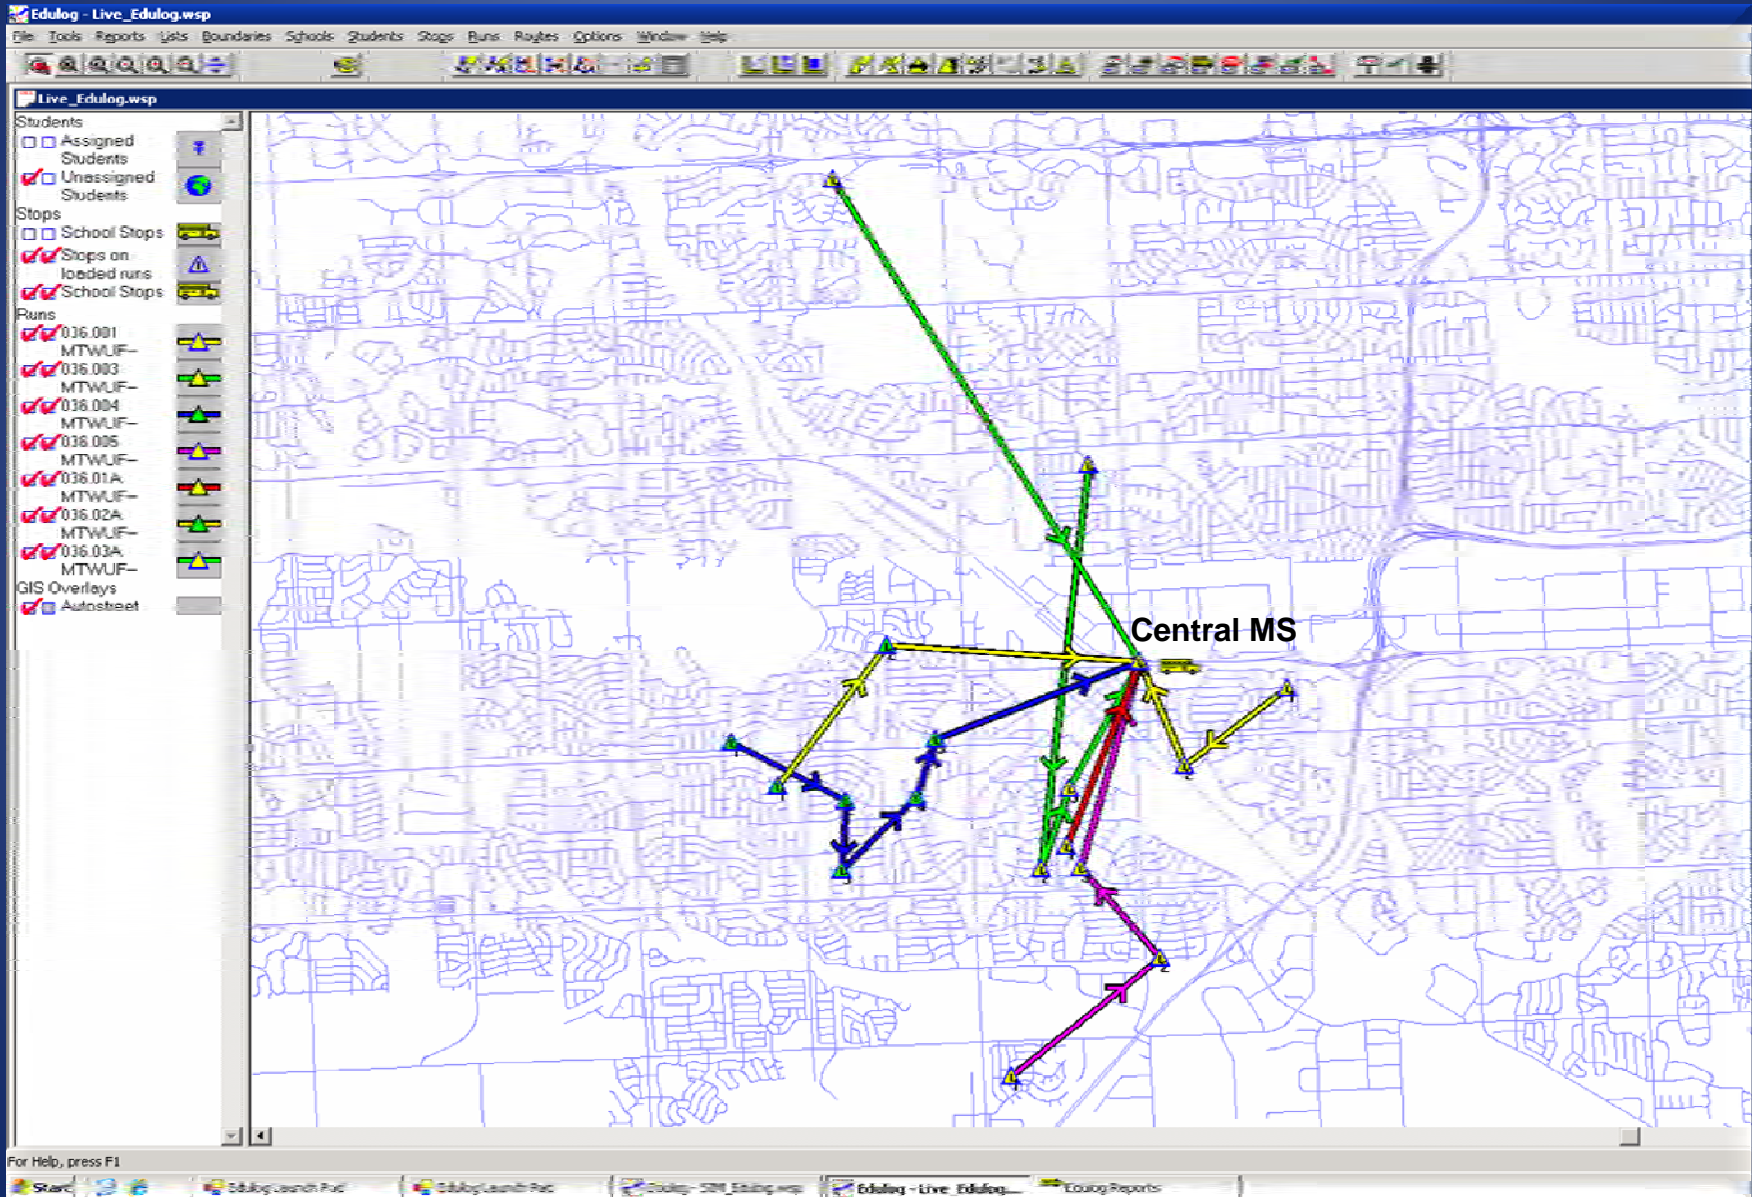 Edulog - Live_Edulog.wsp
File Tools Reports Lists Boundaries Schools Students Stops Runs Routes Options Window Help
Live_Edulog.wsp
Students
Assigned
Students
Unassigned
Students
Stops
School Stops
Stops on
loaded runs
School Stops
Runs
036.001
MTWUF-
036.003
MTWUF-
036.004
MTWUF-
036.005
MTWUF-
036.01A
MTWUF-
036.02A
MTWUF-
036.03A
MTWUF-
GIS Overlays
Autostreet
Central MS
For Help, press F1
Start Edulog Launch Pad Edulog Launch Pad Edulog - Edulog - Live_Edulog.... Edulog Reports